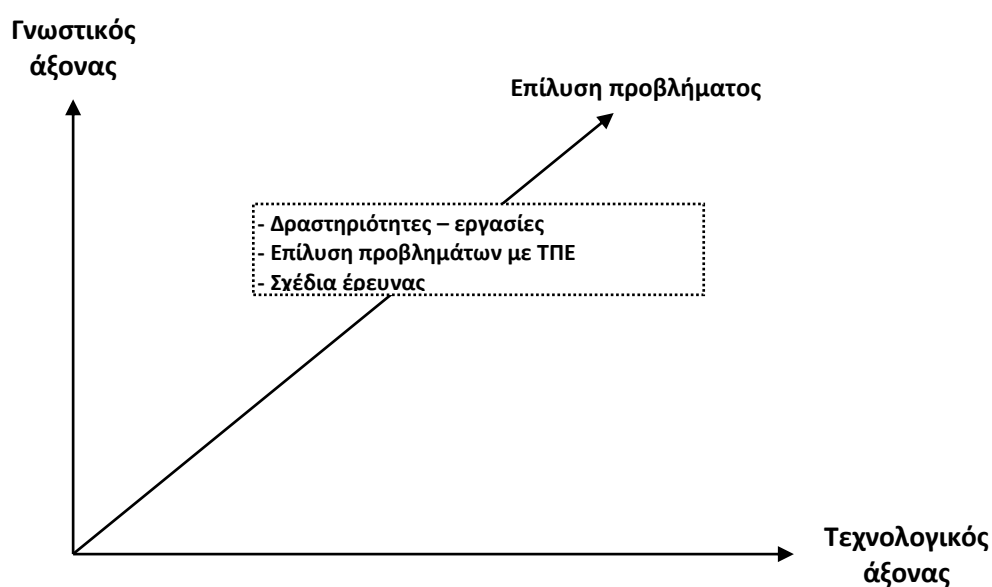 Γνωστικός
άξονας
Επίλυση προβλήματος
- Δραστηριότητες – εργασίες
- Επίλυση προβλημάτων με ΤΠΕ
- Σχέδια έρευνας
Τεχνολογικός
άξονας